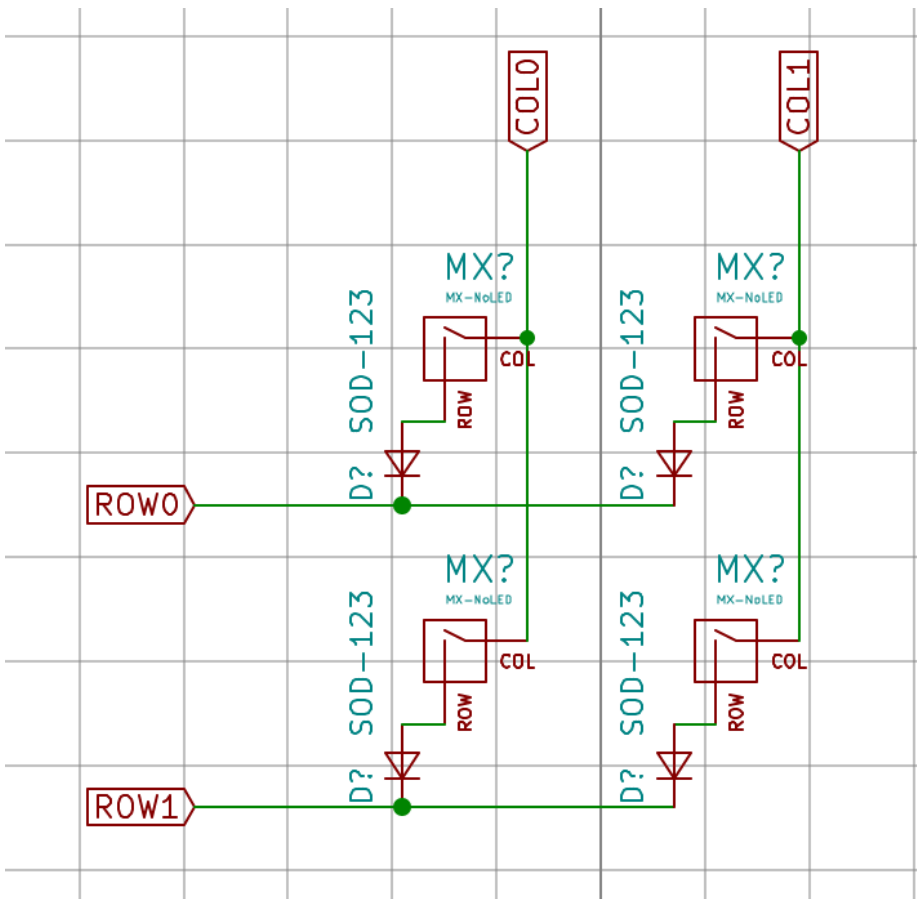 COL0
COL1
MX?
MX-NoLED
SOD-123
COL
ROW
D?
MX?
MX-NoLED
SOD-123
COL
ROW
D?
ROW0
MX?
MX-NoLED
SOD-123
COL
ROW
D?
MX?
MX-NoLED
SOD-123
COL
ROW
D?
ROW1